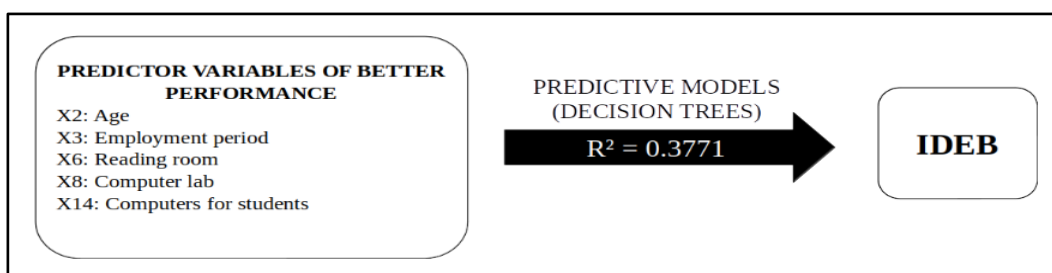 PREDICTOR VARIABLES OF BETTER
PERFORMANCE
X2: Age
X3: Employment period
X6: Reading room
X8: Computer lab
X14: Computers for students
PREDICTIVE MODELS
(DECISION TREES)
R² = 0.3771
IDEB